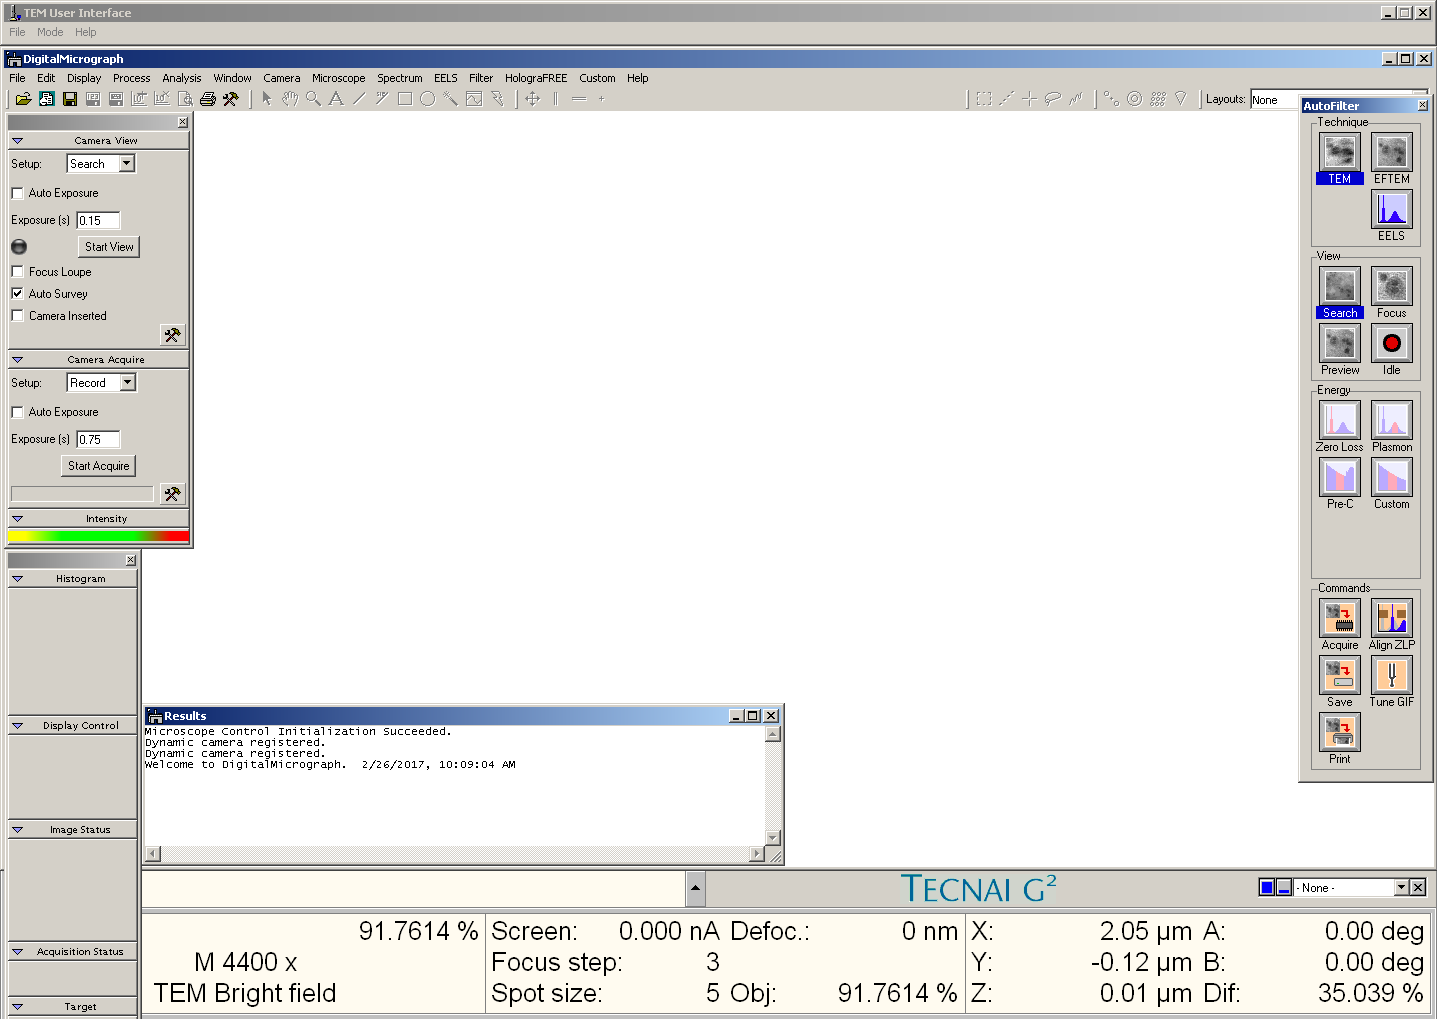 TEM User Interface
File Mode Help
DigitalMicrograph
File Edit Display Process Analysis Window Camera Microscope Spectrum EELS Filter HolograFREE Custom Help
Layouts: None
Camera View
Setup: Search
Auto Exposure
Exposure (s) 0.15
Start View
Focus Loupe
Auto Survey
Camera Inserted
Camera Acquire
Setup: Record
Auto Exposure
Exposure (s) 0.75
Start Acquire
Intensity
Histogram
Display Control
Image Status
Acquisition Status
Target
AutoFilter
Technique
TEM EFTEM
EELS
View
Search Focus
Preview Idle
Energy
Zero Loss Plasmon
Pre-C Custom
Commands
Acquire Align ZLP
Save Tune GIF
Print
Results
Microscope Control Initialization Succeeded.
Dynamic camera registered.
Dynamic camera registered.
Welcome to DigitalMicrograph. 2/26/2017, 10:09:04 AM
TECNAI G²
- None -
91.7614 % Screen: 0.000 nA Defoc.: 0 nm X: 2.05 µm A: 0.00 deg
M 4400 x Focus step: 3 Y: -0.12 µm B: 0.00 deg
TEM Bright field Spot size: 5 Obj: 91.7614 % Z: 0.01 µm Dif: 35.039 %